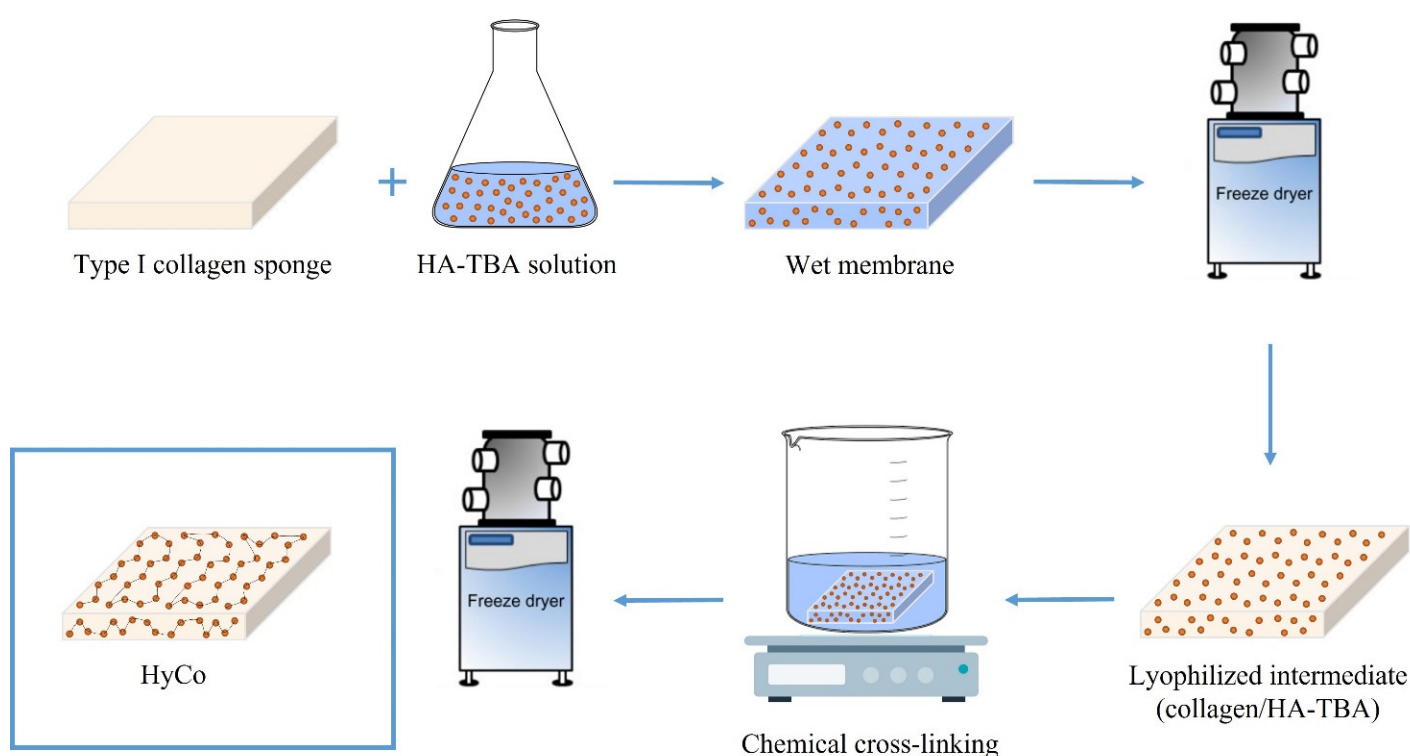 Type I collagen sponge
HA-TBA solution
Wet membrane
Freeze dryer
Lyophilized intermediate
(collagen/HA-TBA)
Chemical cross-linking
Freeze dryer
HyCo